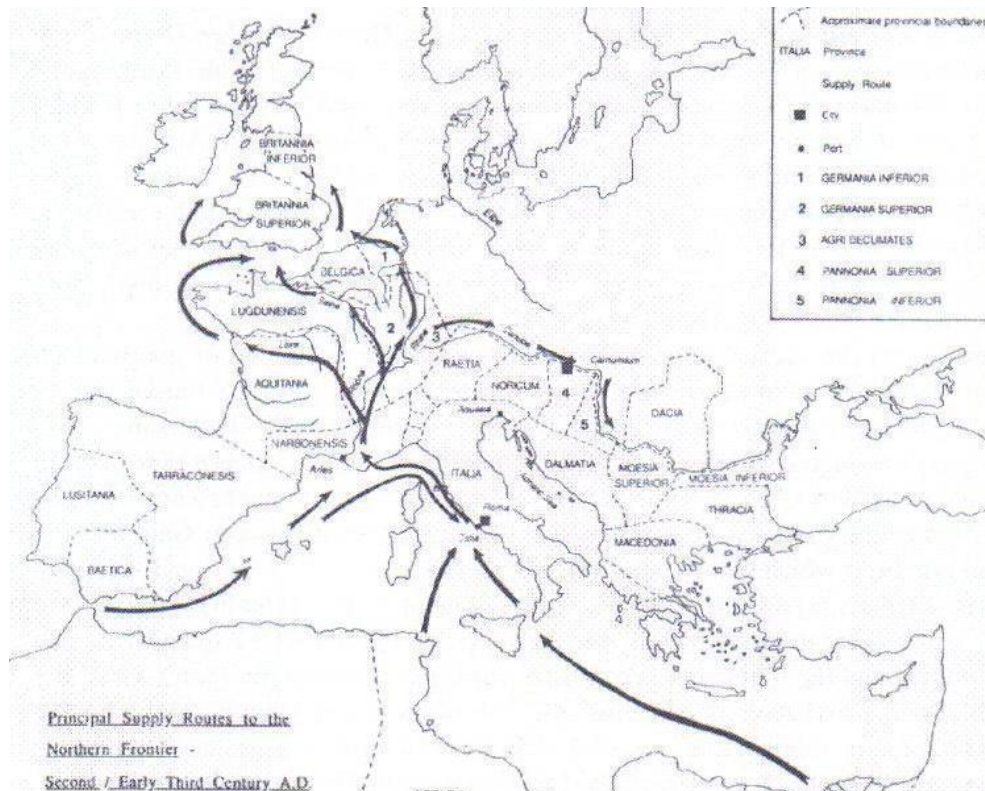 Approximate provincial boundaries
ITALIA Province
Supply Route
City
Port
1 GERMANIA INFERIOR
2 GERMANIA SUPERIOR
3 AGRI DECUMATES
4 PANNONIA SUPERIOR
5 PANNONIA INFERIOR
BRITANNIA
INFERIOR
BRITANNIA
SUPERIOR
Elbe
BELGICA
1
Seine
LUGDUNENSIS
2
3
Loire
RAETIA
Carnuntum
NORICUM
4
AQUITANIA
DACIA
5
NARBONENSIS
ITALIA
DALMATIA
Arles
TARRACONESIS
MOESIA
SUPERIOR
MOESIA INFERIOR
LUSITANIA
Roma
THRACIA
MACEDONIA
BAETICA
Principal Supply Routes to the
Northern Frontier -
Second / Early Third Century A.D